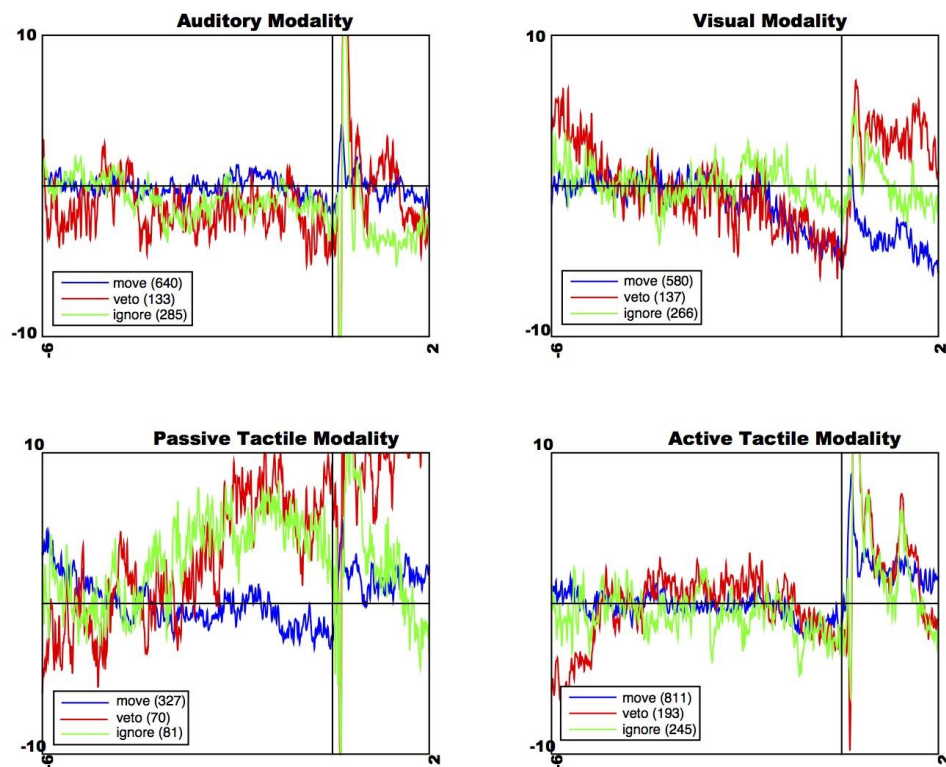 Auditory Modality
10
-10
-6
2
move (640)
veto (133)
ignore (285)
Visual Modality
10
-10
-6
2
move (580)
veto (137)
ignore (266)
Passive Tactile Modality
10
-10
-6
2
move (327)
veto (70)
ignore (81)
Active Tactile Modality
10
-10
-6
2
move (811)
veto (193)
ignore (245)